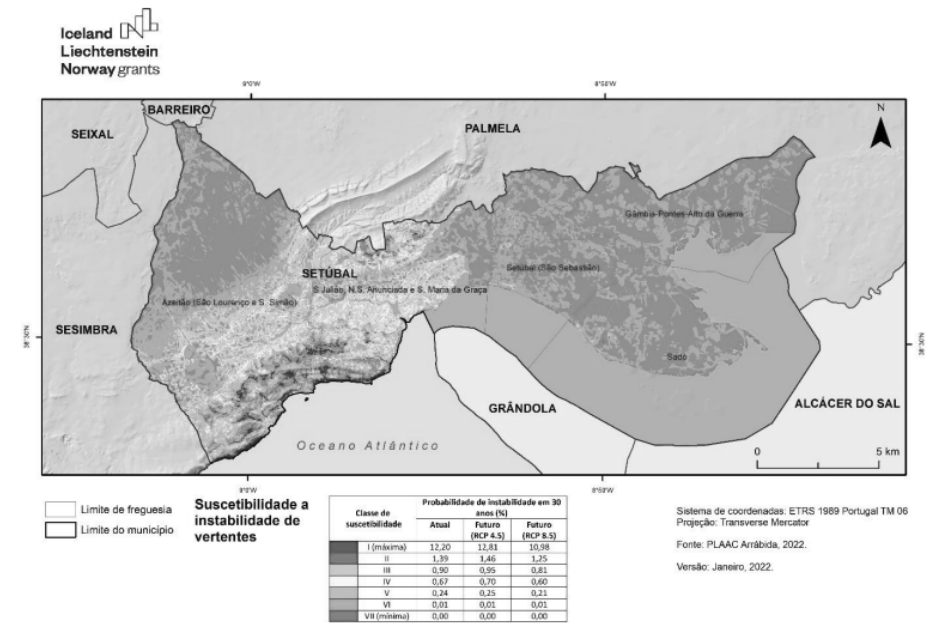 Iceland
Liechtenstein
Norway grants
9°0'W
8°50'W
BARREIRO
SEIXAL
PALMELA
N
Gâmbia-Pontes-Alto da Guerra
SETÚBAL
Setúbal (São Sebastião)
S.Julião, N.S. Anunciada e S. Maria da Graça
Azeitão (São Lourenço e S. Simão)
SESIMBRA
38°30'N
38°30'N
Sado
GRÂNDOLA
ALCÁCER DO SAL
Oceano Atlântico
0 5 km
9°0'W
8°50'W
Limite de freguesia
Limite do município
Suscetibilidade a
instabilidade de
vertentes
Classe de
suscetibilidade
Probabilidade de instabilidade em 30
anos (%)
Atual Futuro (RCP 4.5) Futuro (RCP 8.5)
I (máxima) 12,20 12,81 10,98
II 1,39 1,46 1,25
III 0,90 0,95 0,81
IV 0,67 0,70 0,60
V 0,24 0,25 0,21
VI 0,01 0,01 0,01
VII (mínima) 0,00 0,00 0,00
Sistema de coordenadas: ETRS 1989 Portugal TM 06
Projeção: Transverse Mercator
Fonte: PLAAC Arrábida, 2022.
Versão: Janeiro, 2022.